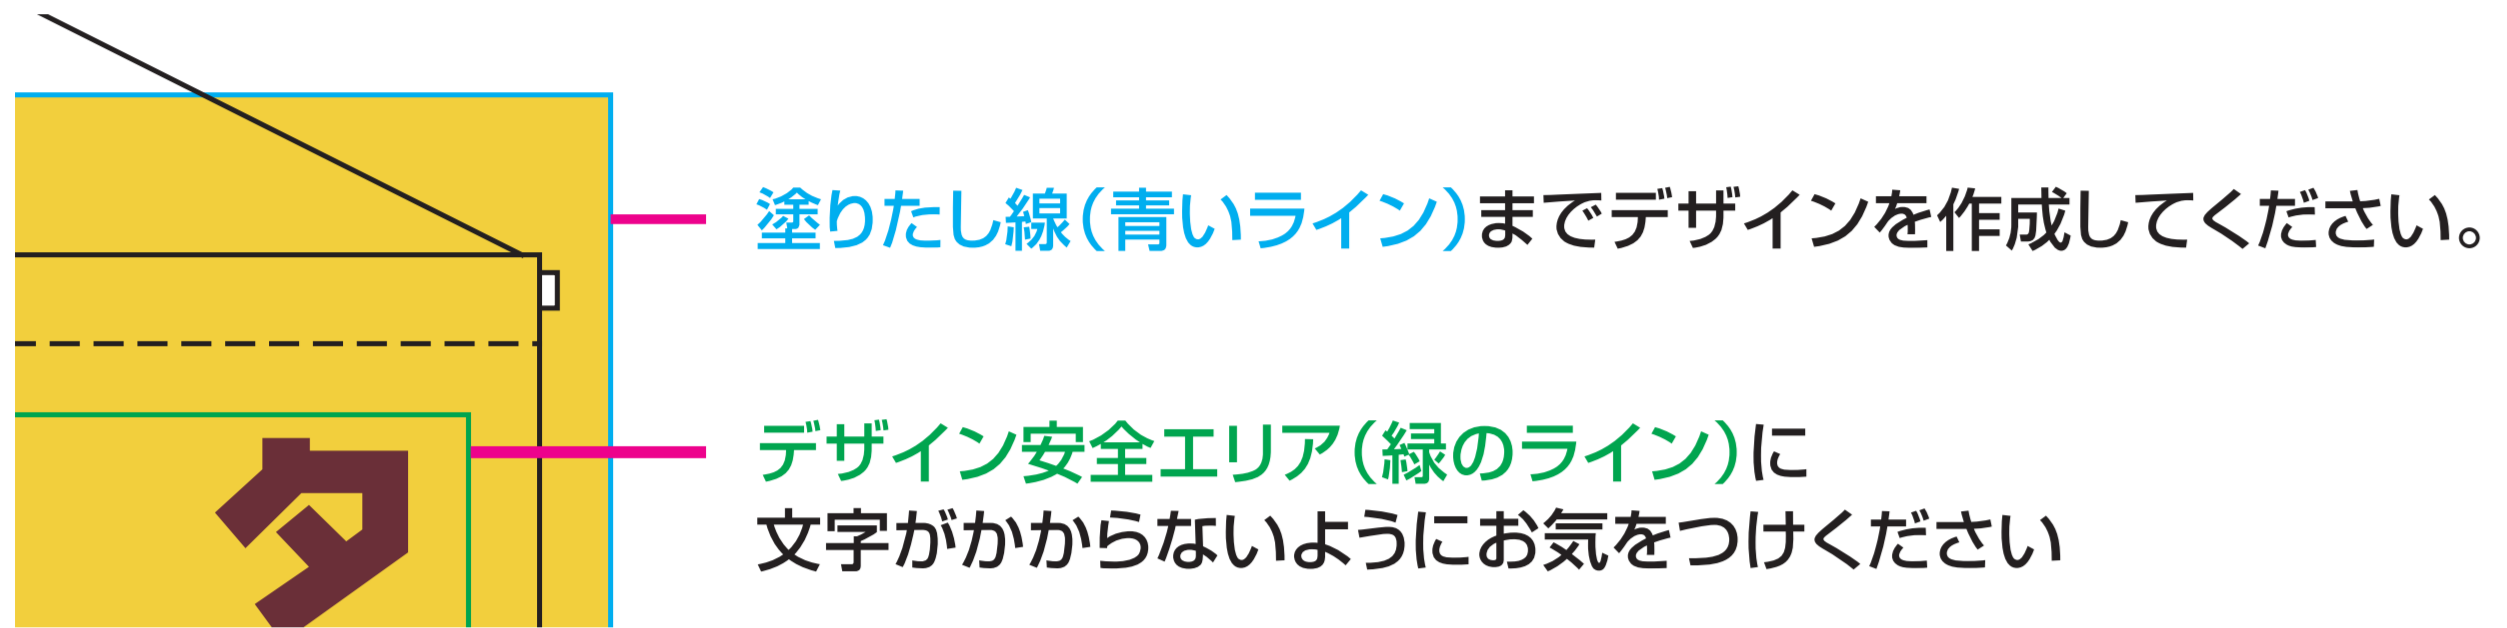 塗りたし線(青いライン)までデザインを作成してください。
デザイン安全エリア(緑のライン)に
文字がかからないようにお気をつけください